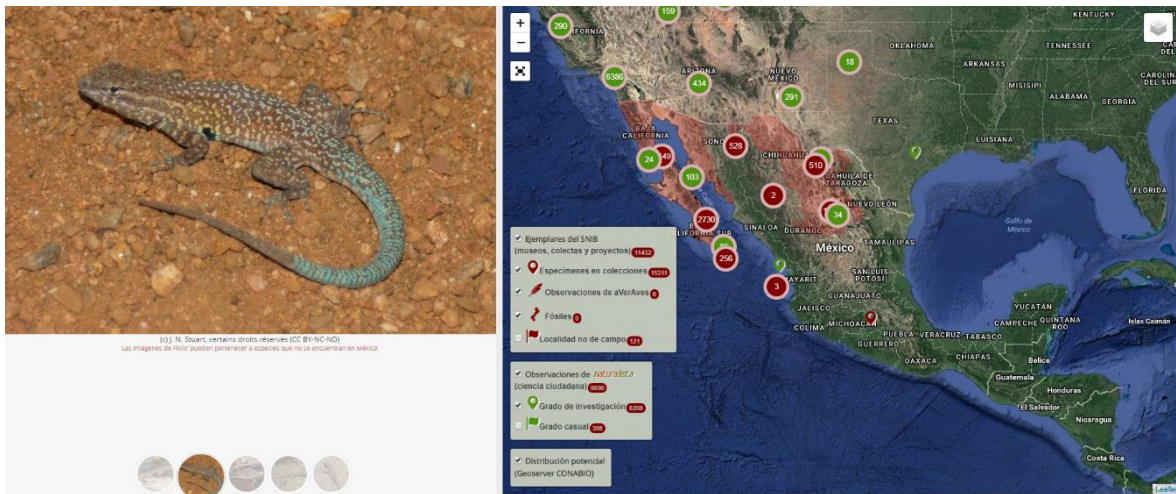 (c) J. N. Stuart, certains droits réservés (CC BY-NC-ND)
Las imágenes de Flickr pueden pertenecer a especies que no se encuentran en México
+
−
290
159
6386
434
291
18
24
103
528
510
2
2730
34
256
3
CALIFORNIA
ARIZONA
NUEVO MÉXICO
OKLAHOMA
KENTUCKY
TENNESSEE
ARKANSAS
MISISIPI
ALABAMA
GEORGIA
CAROLINA DEL SUR
TEXAS
LUISIANA
FLORIDA
BAJA CALIFORNIA
SONO
CHIHUAHUA
COAHUILA DE ZARAGOZA
NUEVO LEÓN
CALIFORNIA SUR
SINALOA
DURANGO
México
TAMAULIPAS
Golfo de México
NAYARIT
SAN LUIS POTOSÍ
GUANAJUATO
JALISCO
COLIMA
MICHOACÁN
GUERRERO
PUEBLA
VERACRUZ
TABASCO
OAXACA
CHIAPAS
YUCATÁN
CAMPECHE
QUINTANA ROO
Islas Caimán
Belice
Guatemala
Honduras
El Salvador
Nicaragua
Costa Rica
Ejemplares del SNIB
(museos, colectas y proyectos) 11432
Especímenes en colecciones 11311
Observaciones de aVerAves 0
Fósiles 0
Localidad no de campo 121
Observaciones de naturalista
(ciencia ciudadana)
Grado de investigación
Grado casual
Distribución potencial
(Geoserver CONABIO)